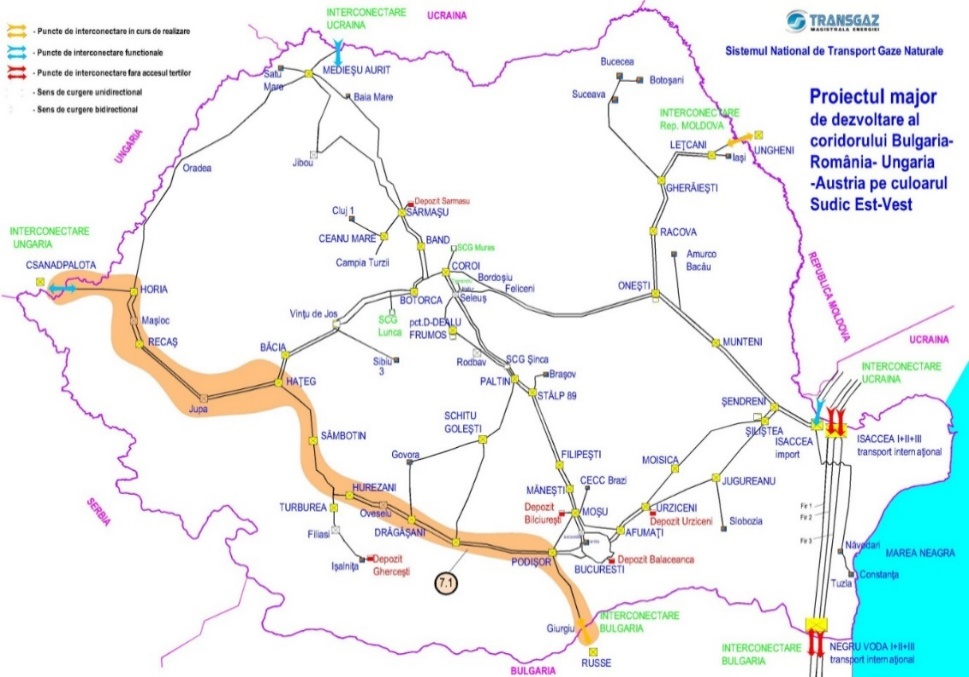 - Puncte de interconectare in curs de realizare
- Puncte de interconectare functionale
- Puncte de interconectare fara accesul tertilor
- Sens de curgere unidirectional
- Sens de curgere bidirectional
INTERCONECTARE
UCRAINA
UCRAINA
TRANSGAZ
MAGISTRALA ENERGIEI
Sistemul National de Transport Gaze Naturale
Proiectul major
de dezvoltare al
coridorului Bulgaria-
România- Ungaria
-Austria pe culoarul
Sudic Est-Vest
Satu
Mare
MEDIEŞU AURIT
Baia Mare
Bucecea
Botoşani
Suceava
INTERCONECTARE
Rep. MOLDOVA
LEŢCANI
Iaşi
UNGHENI
UNGARIA
Oradea
Jibou
GHERĂIEŞTI
Depozit Sarmasu
SĂRMAŞU
Cluj 1
CEANU MARE
Campia Turzii
BAND
SCG Mures
COROI
RACOVA
Amurco
Bacău
INTERCONECTARE
UNGARIA
CSANADPALOTA
HORIA
Bordoşiu
Feliceni
Seleuş
BOTORCA
ONEŞTI
REPUBLICA MOLDOVA
Maşloc
RECAŞ
Vinţu de Jos
SCG
Lunca
pct.D-DEALU
FRUMOS
MUNTENI
UCRAINA
BĂCIA
Sibiu
3
Rodbav
SCG Şinca
INTERCONECTARE
UCRAINA
HAŢEG
PALTIN
Braşov
STÂLP 89
Jupa
ŞENDRENI
SCHITU
GOLEŞTI
ŞILIŞTEA
ISACCEA
import
ISACCEA I+II+III
transport internaţional
SÂMBOTIN
Govora
FILIPEŞTI
MOISICA
JUGUREANU
HUREZANI
MĂNEŞTI
CECC Brazi
SERBIA
TURBUREA
Oveselu
Depozit
Bilciureşti
MOŞU
URZICENI
Depozit Urziceni
Slobozia
Fir 1
Fir 2
Filiasi
DRĂGĂŞANI
AFUMAŢI
Fir 3
Işalniţa
Depozit
Gherceşti
PODIŞOR
BUCURESTI
Depozit Balaceanca
Năvodari
MAREA NEAGRA
Tuzla
Constanţa
7.1
Giurgiu
INTERCONECTARE
BULGARIA
RUSSE
BULGARIA
INTERCONECTARE
BULGARIA
NEGRU VODA I+II+III
transport internaţional